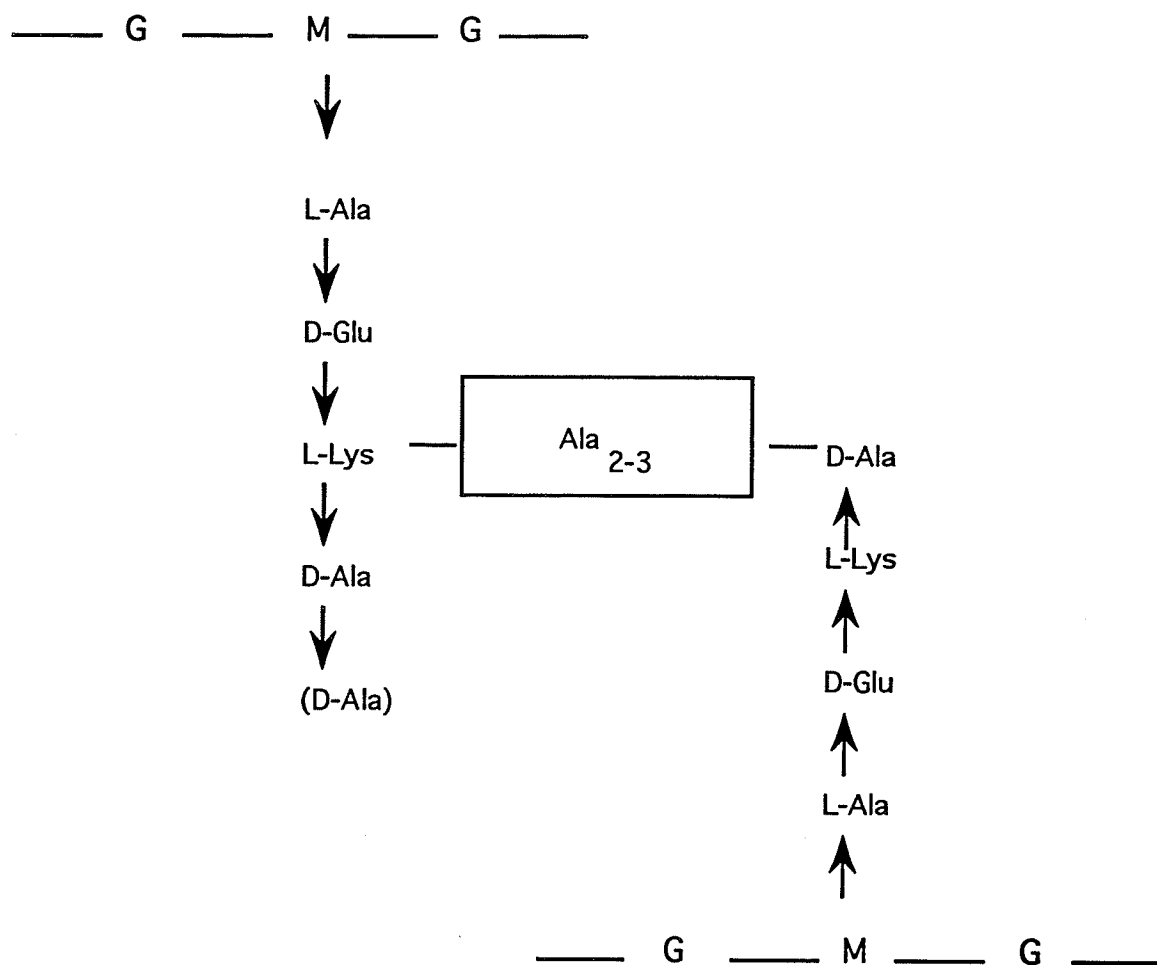 G M G
L-Ala
D-Glu
L-Lys
D-Ala
(D-Ala)
Ala 2-3
D-Ala
L-Lys
D-Glu
L-Ala
G M G